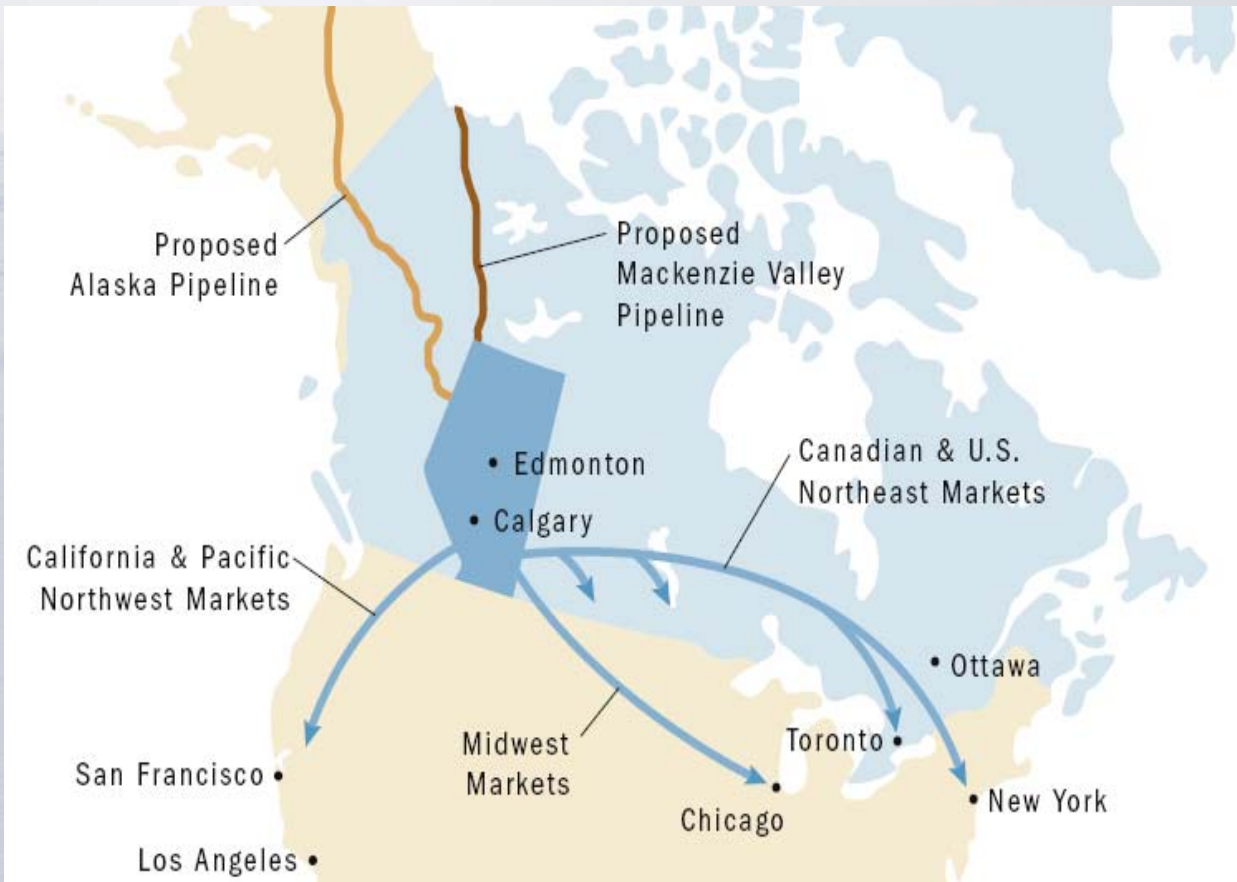 Proposed
Alaska Pipeline
Proposed
Mackenzie Valley
Pipeline
Edmonton
Calgary
Canadian & U.S.
Northeast Markets
California & Pacific
Northwest Markets
Ottawa
Midwest
Markets
Toronto
San Francisco
Chicago
New York
Los Angeles